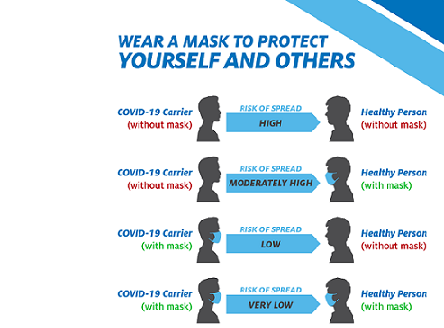 WEAR A MASK TO PROTECT
YOURSELF AND OTHERS
COVID-19 Carrier
(without mask)
RISK OF SPREAD
HIGH
Healthy Person
(without mask)
COVID-19 Carrier
(without mask)
RISK OF SPREAD
MODERATELY HIGH
Healthy Person
(with mask)
COVID-19 Carrier
(with mask)
RISK OF SPREAD
LOW
Healthy Person
(without mask)
COVID-19 Carrier
(with mask)
RISK OF SPREAD
VERY LOW
Healthy Person
(with mask)